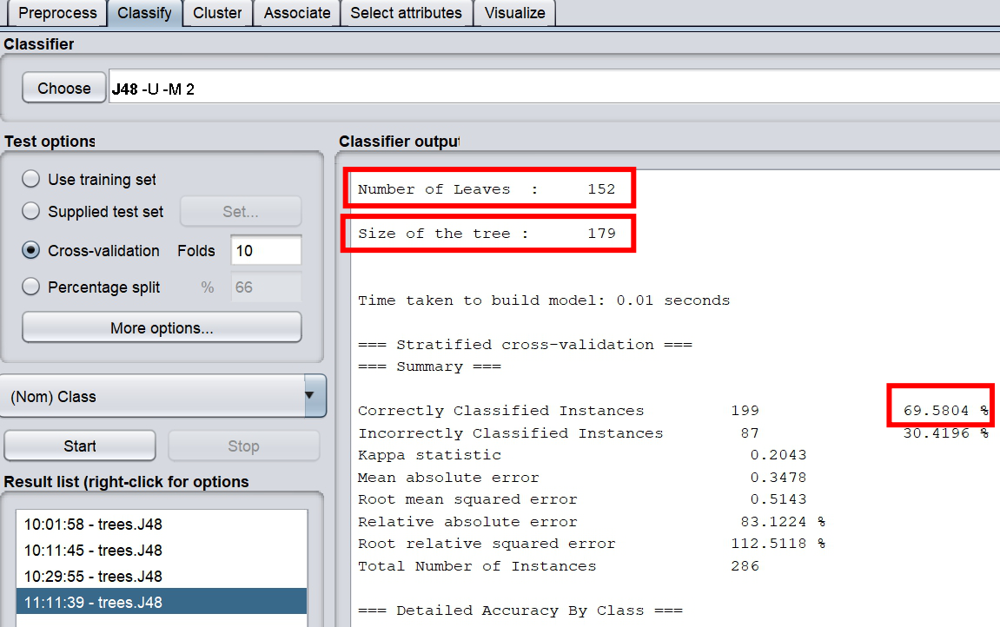 Preprocess Classify Cluster Associate Select attributes Visualize
Classifier
Choose J48 -U -M 2
Test options
Use training set
Supplied test set Set...
Cross-validation Folds 10
Percentage split % 66
More options...
(Nom) Class
Start Stop
Result list (right-click for options
10:01:58 - trees.J48
10:11:45 - trees.J48
10:29:55 - trees.J48
11:11:39 - trees.J48
Classifier output
Number of Leaves : 152
Size of the tree : 179
Time taken to build model: 0.01 seconds
=== Stratified cross-validation ===
=== Summary ===
Correctly Classified Instances 199 69.5804 %
Incorrectly Classified Instances 87 30.4196 %
Kappa statistic 0.2043
Mean absolute error 0.3478
Root mean squared error 0.5143
Relative absolute error 83.1224 %
Root relative squared error 112.5118 %
Total Number of Instances 286
=== Detailed Accuracy By Class ===